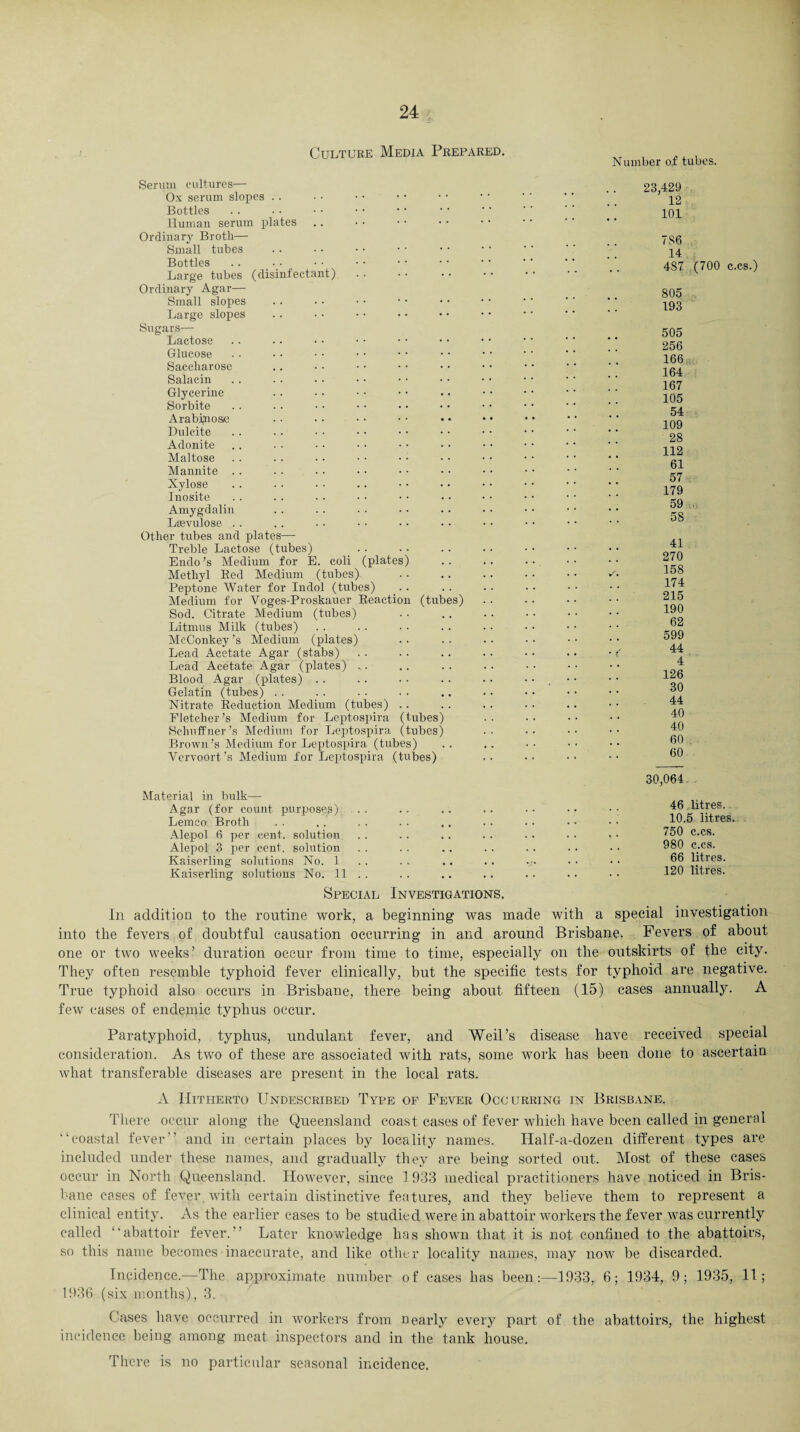 24
Culture Media Prepared.
Number of tubes.
Serum cultures—
Ox serum slopes . . 23,429
Bottles . . 12
Human serum plates . . 101
Ordinary Broth—
Small tubes . . 786
Bottles . . 14
Large tubes (disinfectant) . . 487 (700 c.cs.)
Ordinary Agar—
Small slopes . . 805
Large slopes . . 193
Sugars—
Lactose . . 505
Glucose . . 256
Saccharose . . 166
Salacin . . 164
Glycerine . . 167
Sorbite . . 105
Arabinose . . 54
Dulcite . . 109
Adonite . . 28
Maltose . . 112
Mannite . . 61
Xylose . . 57
Inosite . . 179
Amygdalin . . 59
Lævulose . . 58
Other tubes and plates—
Treble Lactose (tubes) . . 41
Endo's Medium for E. coli (plates) . . 270
Methyl Red Medium (tubes) . . 158
Peptone Water for Indol (tubes) . . 174
Medium for Voges-Proskauer Reaction (tubes) . . 215
Sod. Citrate Medium (tubes) . . 190
Litmus Milk (tubes) . . 62
McConkey's Medium (plates) . . 599
Lead Acetate Agar (stabs) . . 44
Lead Acetate Agar (plates) . . 4
Blood Agar (plates) . . 126
Gelatin (tubes) . . 30
Nitrate Reduction Medium (tubes) . . 44
Fletcher's Medium for Leptospira (tubes) . . 40
Schuffner's Medium for Leptospira (tubes) . . 40
Brown's Medium for Leptospira (tubes) . . 60
Vervoort's Medium for Leptospira (tubes) . . 60
30,064
Material in bulk—
Agar (for count purposes) . . 46 litres.
Lemco Broth . . 10.5 litres.
Alepol 6 per cent. solution . . 750 c.cs.
Alepol 3 per cent. solution . . 980 c.cs.
Kaiserling solutions No. 1 . . 66 litres.
Kaiserling solutions No. 11 . . 120 litres.
Special Investigations.
In addition to the routine work, a beginning was made with a special investigation
into the fevers of doubtful causation occurring in and around Brisbane. Fevers of about
one or two weeks' duration occur from time to time, especially on the outskirts of the city.
They often resemble typhoid fever clinically, but the specific tests for typhoid are negative.
True typhoid also occurs in Brisbane, there being about fifteen (15) cases annually. A
few cases of endemic typhus occur.
Paratyphoid, typhus, undulant fever, and Weil's disease have received special
consideration. As two of these are associated with rats, some work has been done to ascertain
what transferable diseases are present in the local rats.
A Hitherto Undescribed Type of Fever Occurring in Brisbane.
There occur along the Queensland coast cases of fever which have been called in general
"coastal fever" and in certain places by locality names. Half-a-dozen different types are
included under these names, and gradually they are being sorted out. Most of these cases
occur in North Queensland. However, since 1933 medical practitioners have noticed in Bris-
bane cases of fever with certain distinctive features, and they believe them to represent a
clinical entity. As the earlier cases to be studied were in abattoir workers the fever was currently
called "abattoir fever." Later knowledge has shown that it is not confined to the abattoirs,
so this name becomes inaccurate, and like other locality names, may now be discarded.
Incidence.—The approximate number of cases has been:—1933, 6; 1934, 9; 1935, 11;
1936 (six months), 3.
Cases have occurred in workers from nearly every part of the abattoirs, the highest
incidence being among meat inspectors and in the tank house.
There is no particular seasonal incidence.